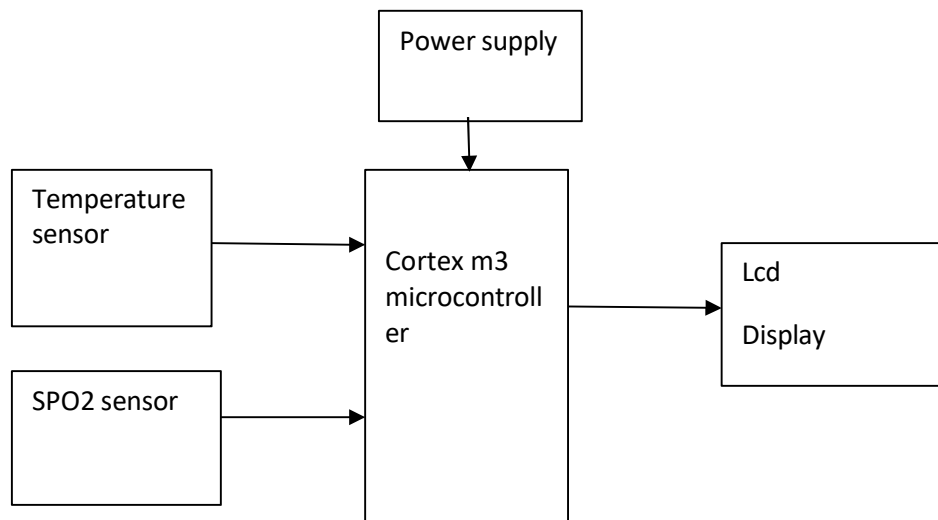 Power supply
Temperature
sensor
Cortex m3
microcontroll
er
Lcd
Display
SPO2 sensor